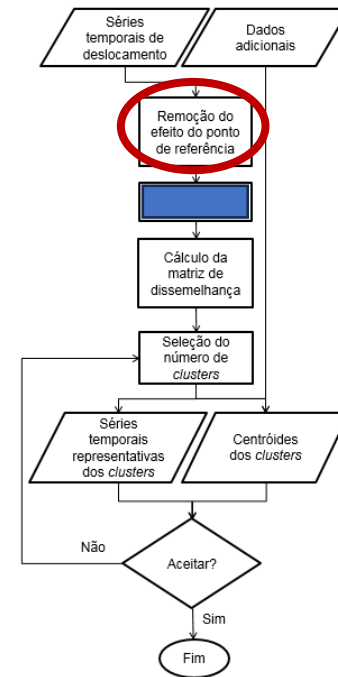 Séries
temporais de
deslocamento
Dados
adicionais
Remoção do
efeito do ponto
de referência
Cálculo da
matriz de
dissemelhança
Seleção do
número de
clusters
Séries
temporais
representativas
dos clusters
Centróides
dos clusters
Não
Aceitar?
Sim
Fim